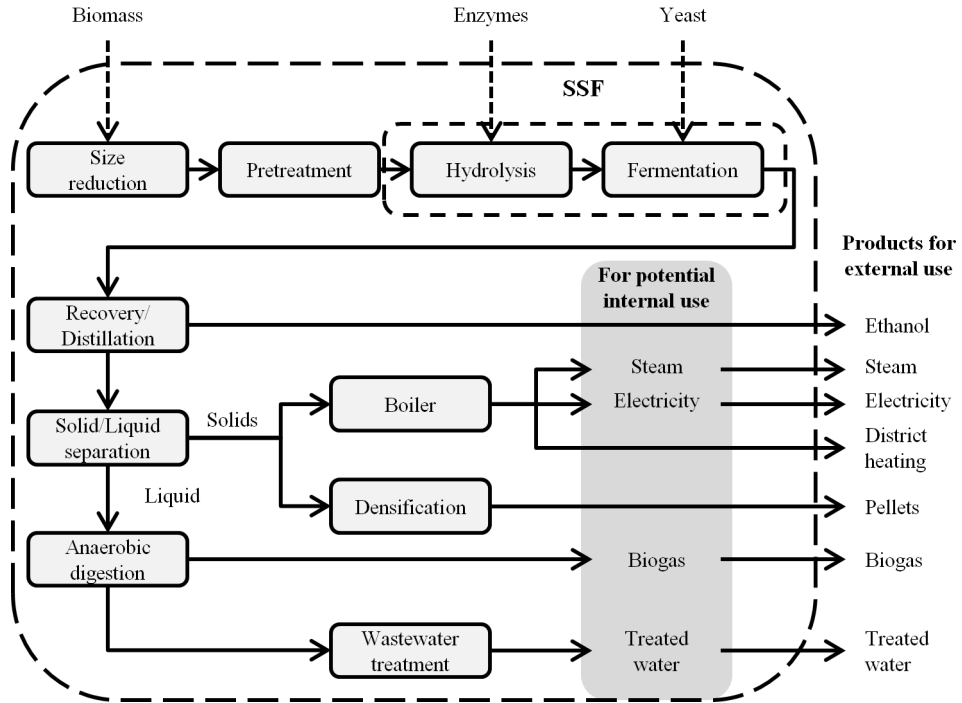 Biomass
Enzymes
Yeast
SSF
Size
reduction
Pretreatment
Hydrolysis
Fermentation
Products for
external use
For potential
internal use
Recovery/
Distillation
Ethanol
Steam
Steam
Boiler
Electricity
Electricity
Solids
Solid/Liquid
separation
District
heating
Liquid
Densification
Pellets
Anaerobic
digestion
Biogas
Biogas
Wastewater
treatment
Treated
water
Treated
water